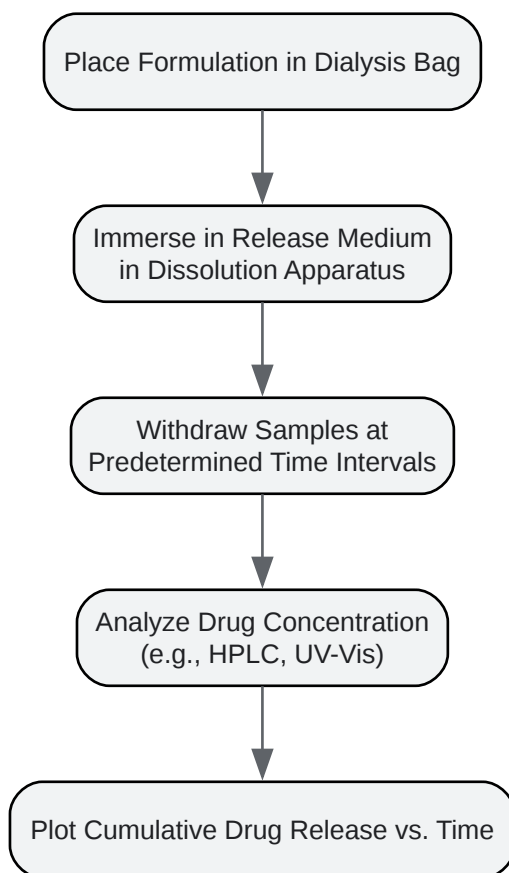 Place Formulation in Dialysis Bag
Immerse in Release Medium
in Dissolution Apparatus
Withdraw Samples at
Predetermined Time Intervals
Analyze Drug Concentration
(e.g., HPLC, UV-Vis)
Plot Cumulative Drug Release vs. Time